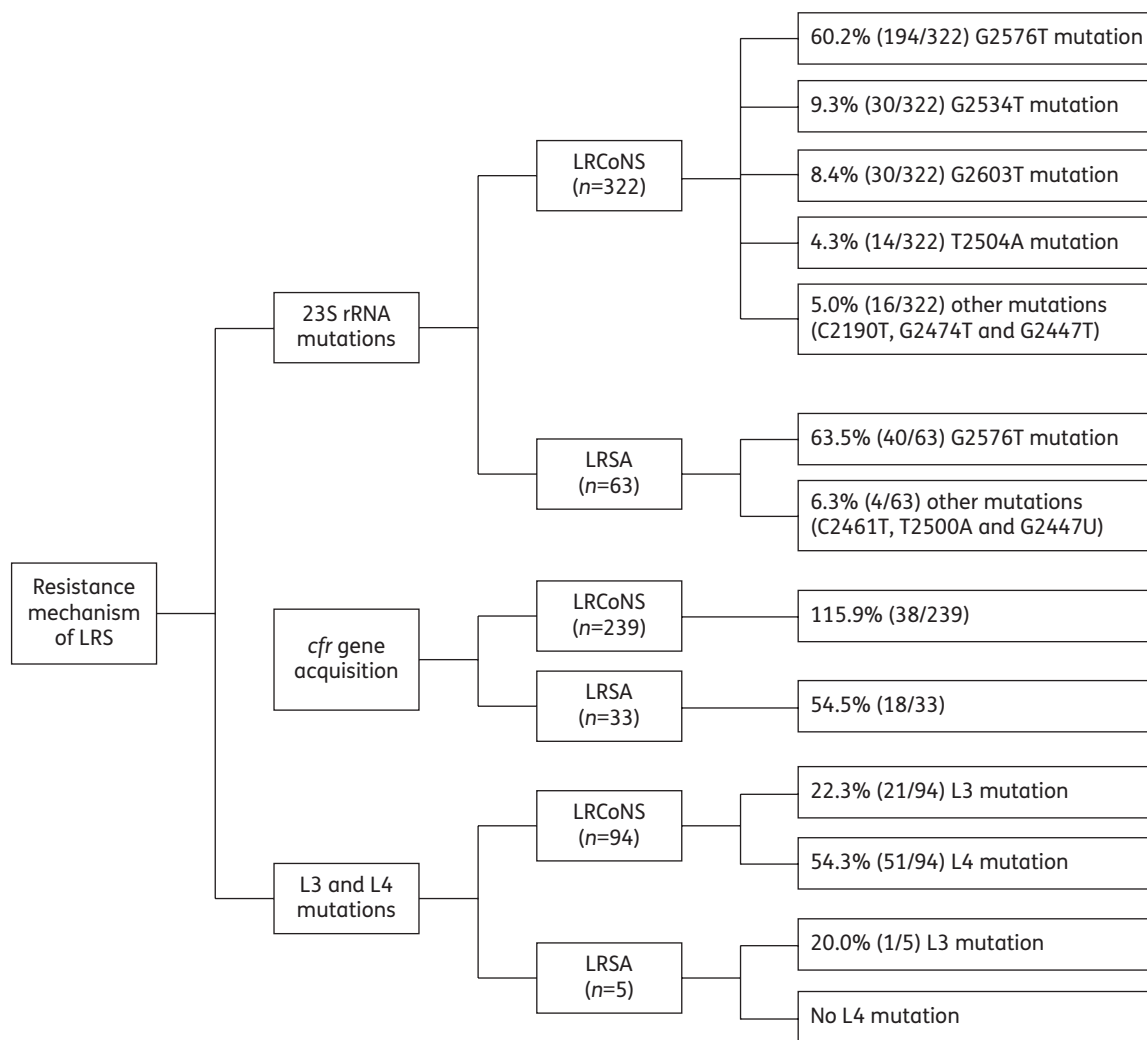 Resistance
mechanism
of LRS
23S rRNA
mutations
LRCoNS
(n=322)
60.2% (194/322) G2576T mutation
9.3% (30/322) G2534T mutation
8.4% (30/322) G2603T mutation
4.3% (14/322) T2504A mutation
5.0% (16/322) other mutations
(C2190T, G2474T and G2447T)
LRSA
(n=63)
63.5% (40/63) G2576T mutation
6.3% (4/63) other mutations
(C2461T, T2500A and G2447U)
cfr gene
acquisition
LRCoNS
(n=239)
115.9% (38/239)
LRSA
(n=33)
54.5% (18/33)
L3 and L4
mutations
LRCoNS
(n=94)
22.3% (21/94) L3 mutation
54.3% (51/94) L4 mutation
LRSA
(n=5)
20.0% (1/5) L3 mutation
No L4 mutation